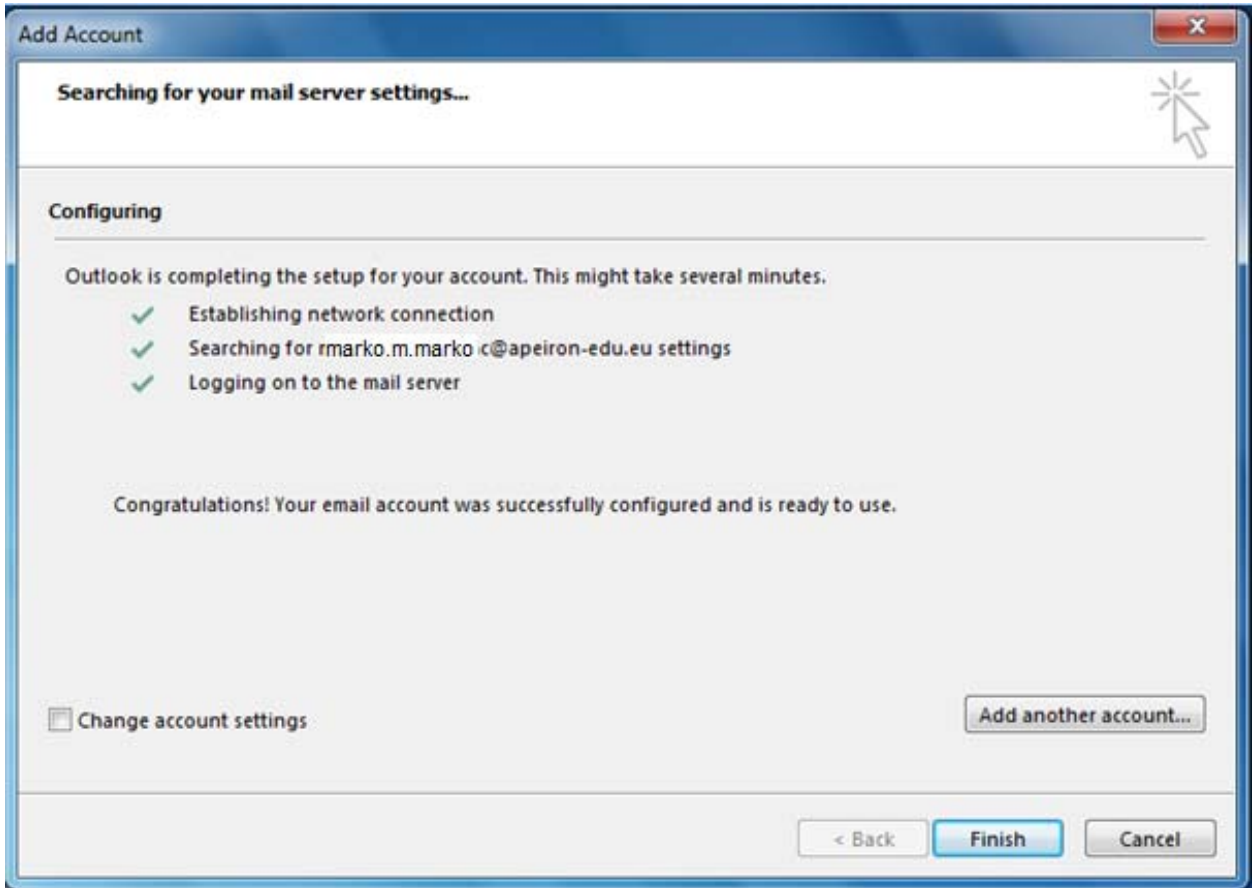 Add Account
Searching for your mail server settings...
Configuring
Outlook is completing the setup for your account. This might take several minutes.
Establishing network connection
Searching for rmarko.m.marko c@apeiron-edu.eu settings
Logging on to the mail server
Congratulations! Your email account was successfully configured and is ready to use.
Change account settings
Add another account...
< Back
Finish
Cancel